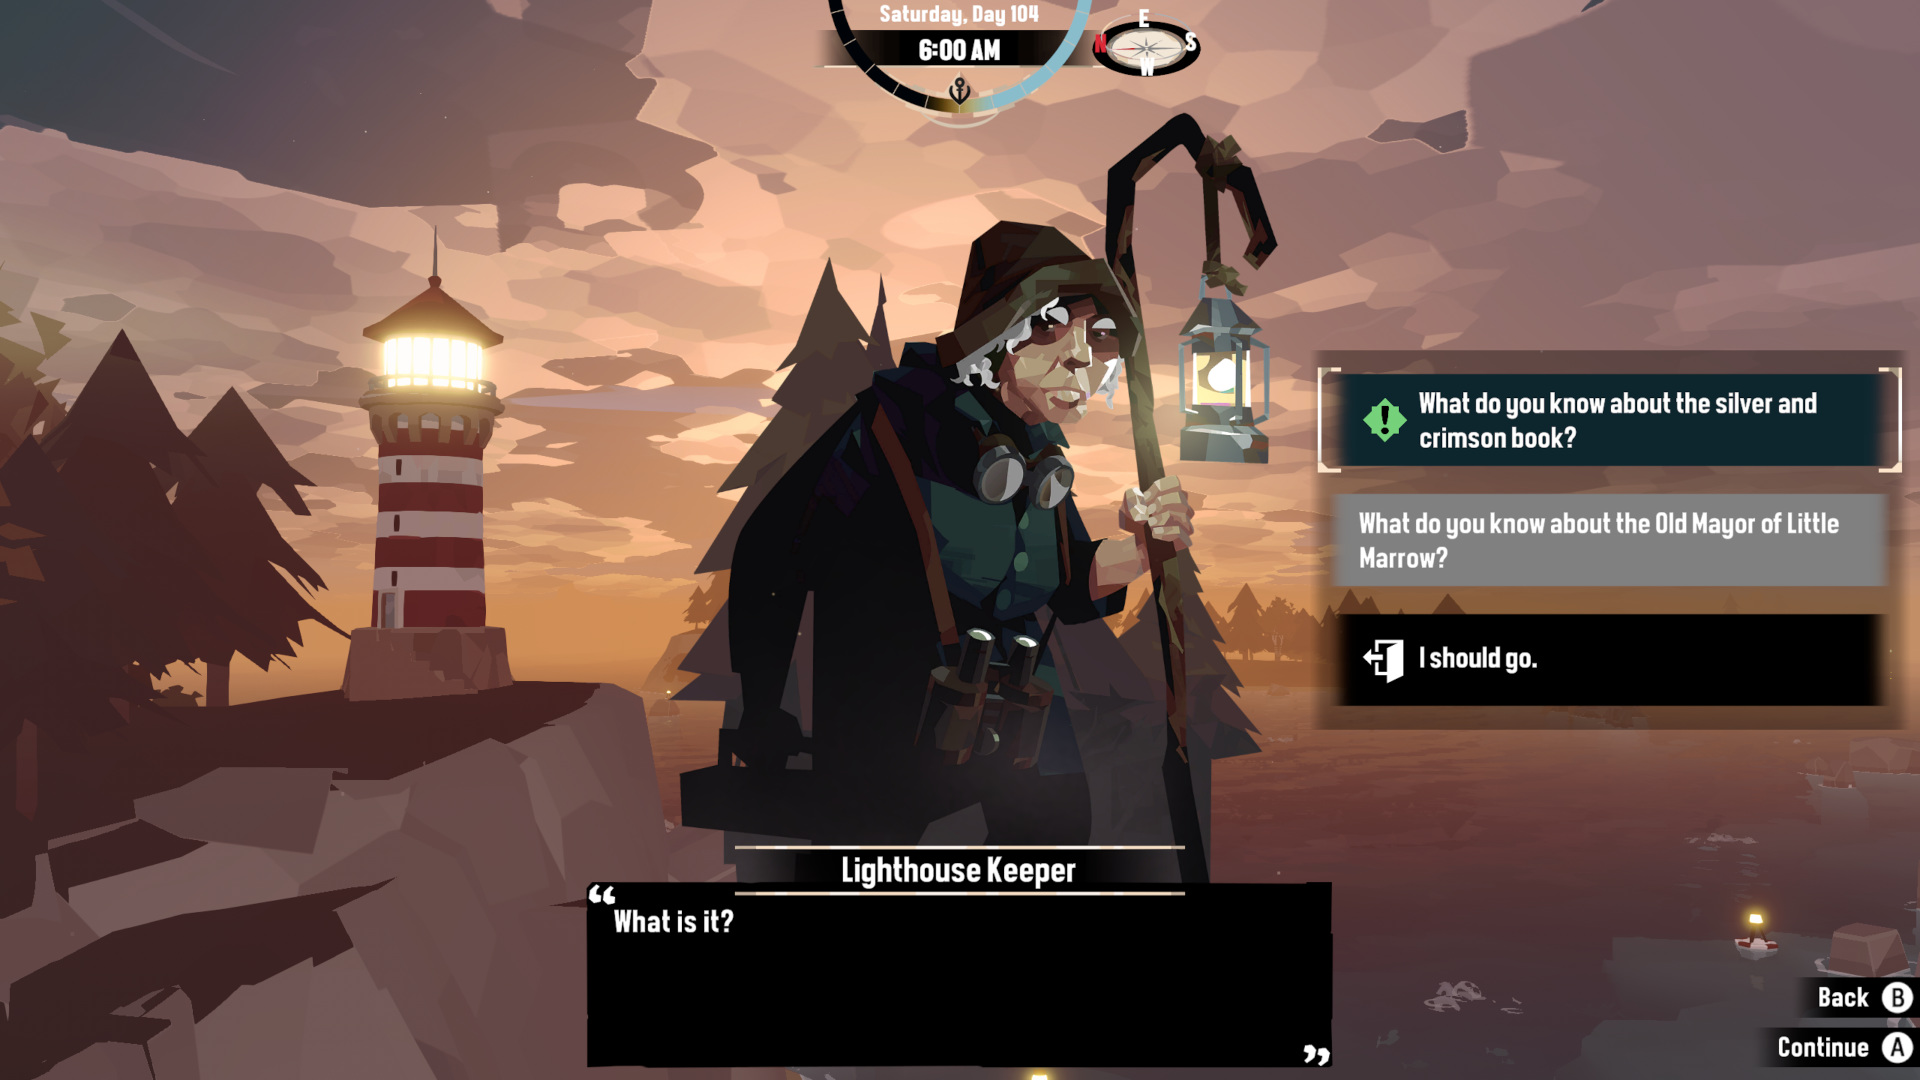 Saturday, Day 104
6:00 AM
E
N
S
W
What do you know about the silver and
crimson book?
What do you know about the Old Mayor of Little
Marrow?
I should go.
Lighthouse Keeper
“
What is it?
”
Back B
Continue A